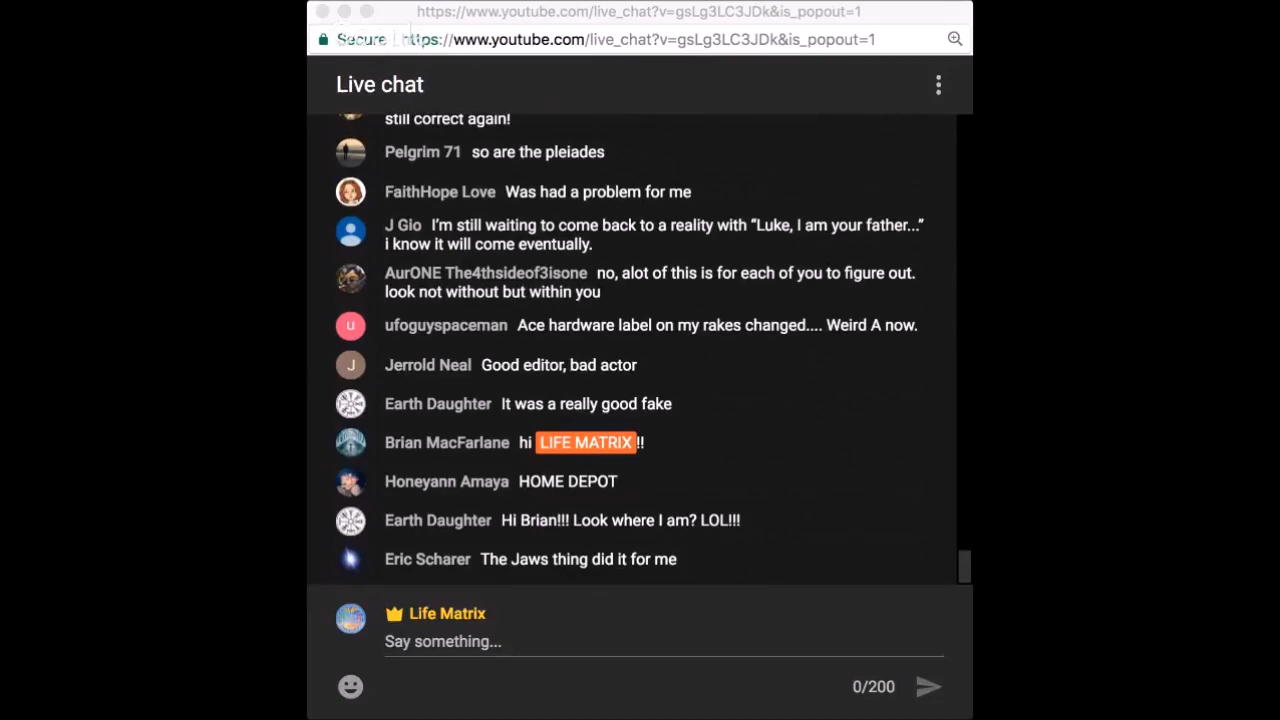 https://www.youtube.com/live_chat?v=gsLg3LC3JDk&is_popout=1
Secure https://www.youtube.com/live_chat?v=gsLg3LC3JDk&is_popout=1
Live chat
still correct again!
Pelgrim 71 so are the pleiades
FaithHope Love Was had a problem for me
J Gio I'm still waiting to come back to a reality with “Luke, I am your father...”
i know it will come eventually.
AurONE The4thsideof3isone no, alot of this is for each of you to figure out.
look not without but within you
U ufoguyspaceman Ace hardware label on my rakes changed.... Weird A now.
J Jerrold Neal Good editor, bad actor
Earth Daughter It was a really good fake
Brian MacFarlane hi LIFE MATRIX!!
Honeyann Amaya HOME DEPOT
Earth Daughter Hi Brian!!! Look where I am? LOL!!!
Eric Scharer The Jaws thing did it for me
Life Matrix
Say something...
0/200